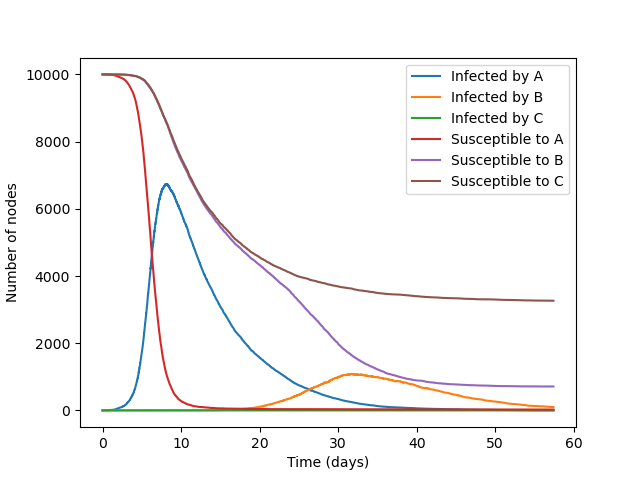 10000
8000
6000
4000
2000
0
Number of nodes
Infected by A
Infected by B
Infected by C
Susceptible to A
Susceptible to B
Susceptible to C
0 10 20 30 40 50 60
Time (days)